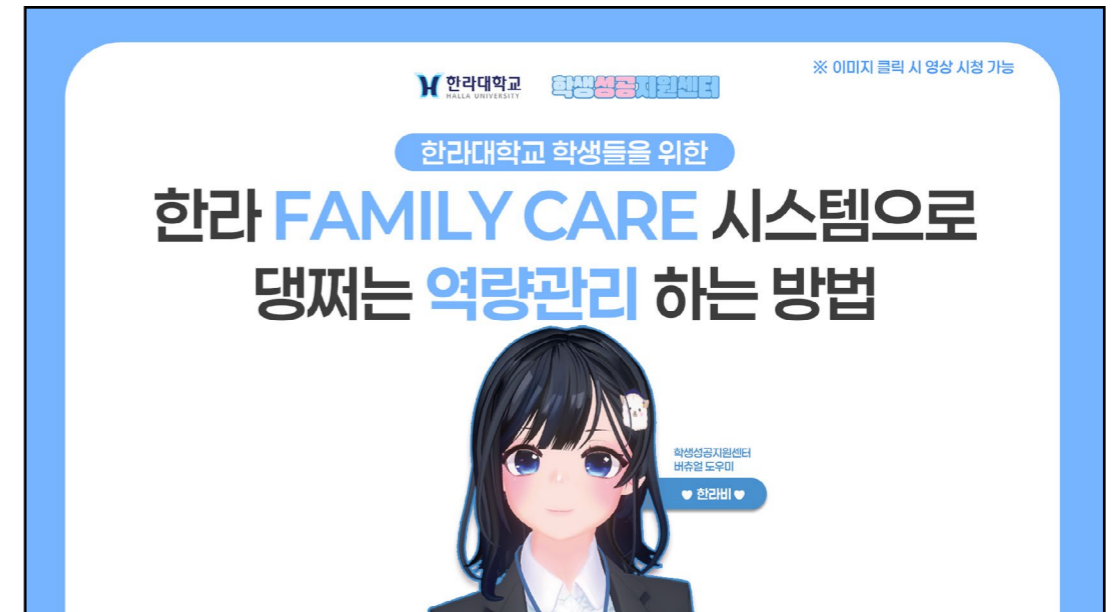 ※ 이미지 클릭 시 영상 시청 가능
한라대학교
HALLA UNIVERSITY
학생성공지원센터
한라대학교 학생들을 위한
한라 FAMILY CARE 시스템으로
댕쩌는 역량관리 하는 방법
학생성공지원센터
버츄얼 도우미
♥ 한라비 ♥